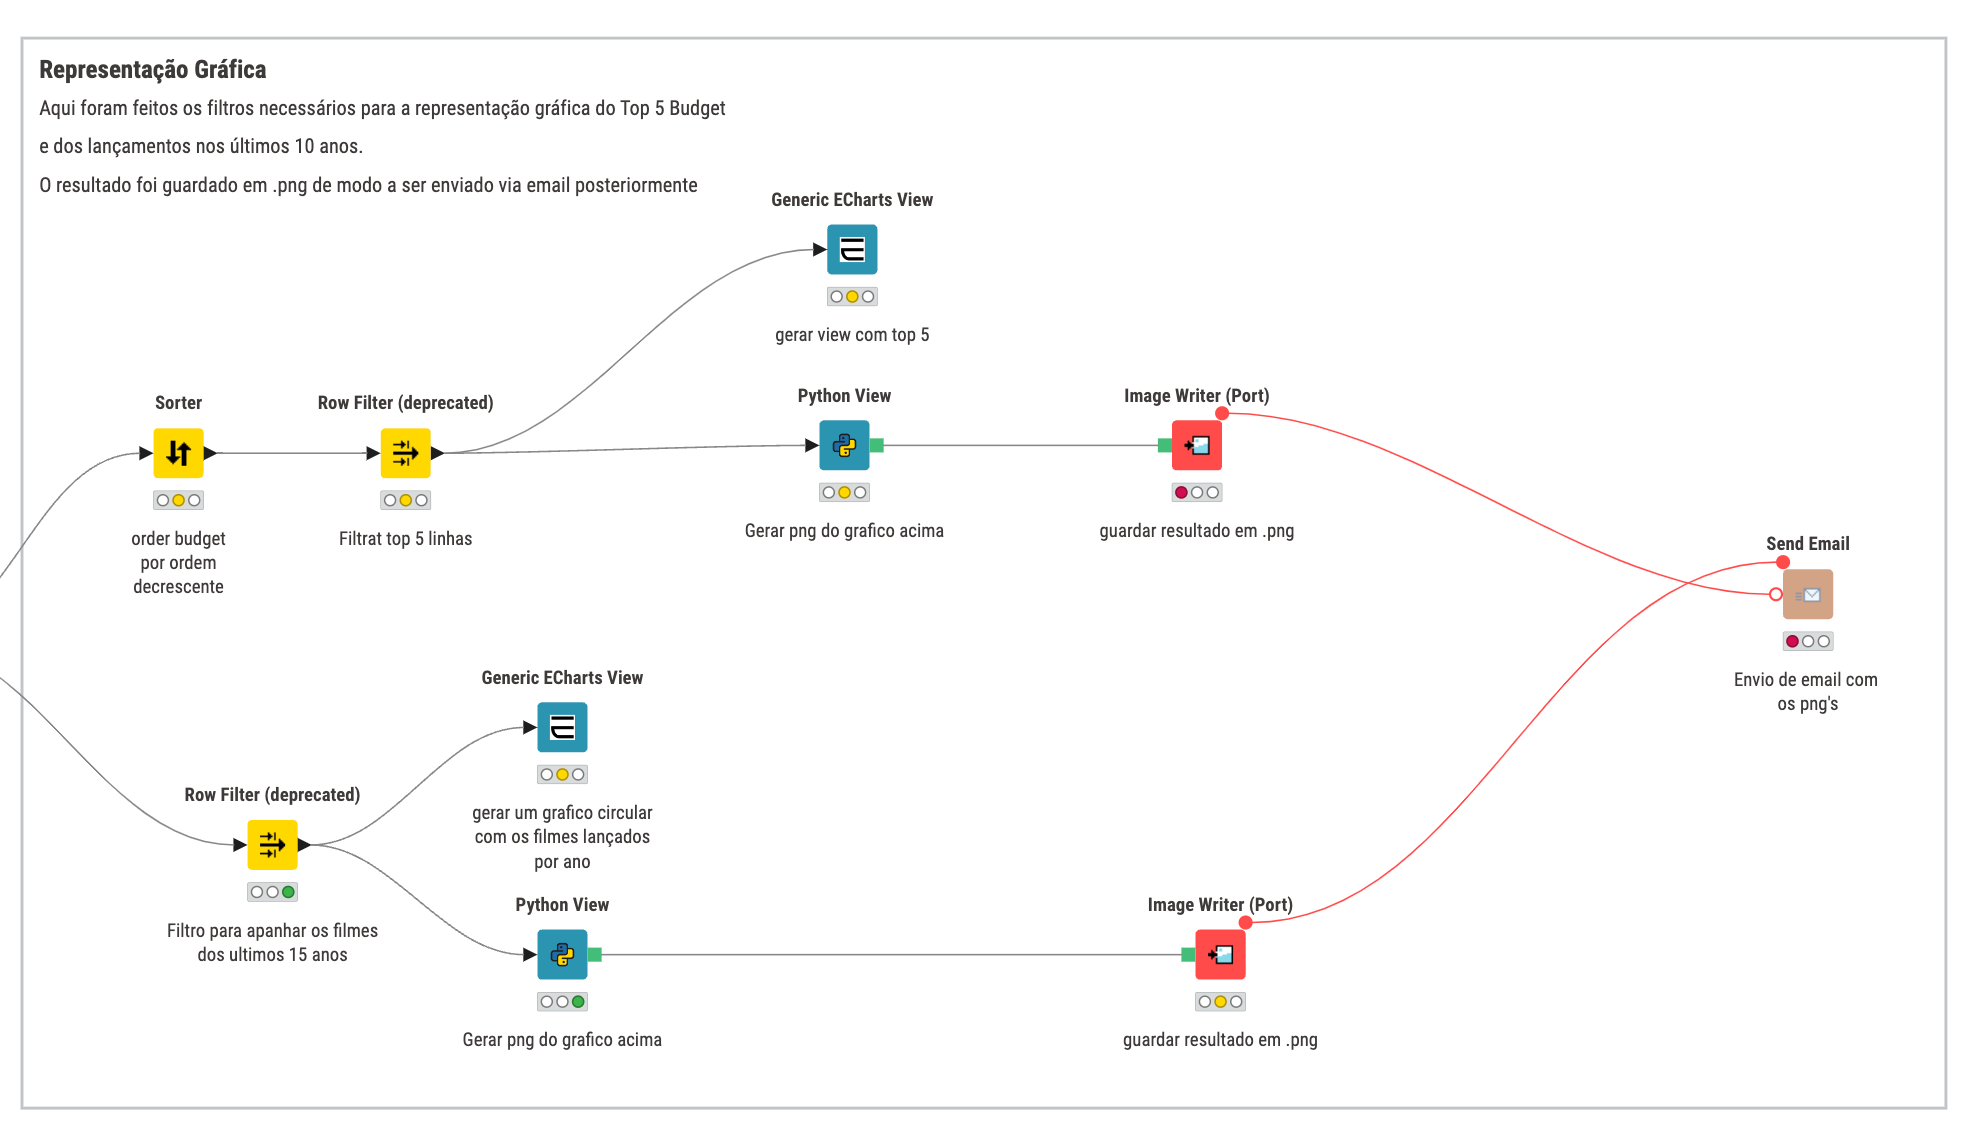 Representação Gráfica
Aqui foram feitos os filtros necessários para a representação gráfica do Top 5 Budget
e dos lançamentos nos últimos 10 anos.
O resultado foi guardado em .png de modo a ser enviado via email posteriormente
Generic ECharts View
gerar view com top 5
Sorter
order budget
por ordem
decrescente
Row Filter (deprecated)
Filtrat top 5 linhas
Python View
Gerar png do grafico acima
Image Writer (Port)
guardar resultado em .png
Send Email
Envio de email com
os png's
Generic ECharts View
gerar um grafico circular
com os filmes lançados
por ano
Row Filter (deprecated)
Filtro para apanhar os filmes
dos ultimos 15 anos
Python View
Gerar png do grafico acima
Image Writer (Port)
guardar resultado em .png